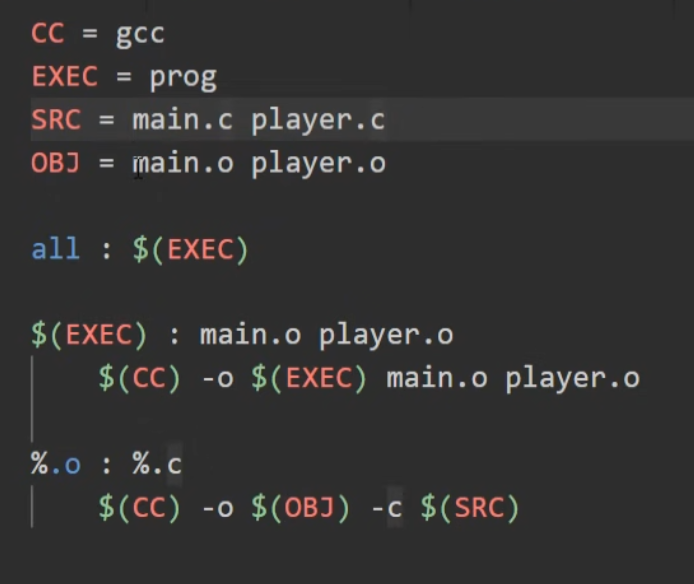 CC = gcc
EXEC = prog
SRC = main.c player.c
OBJ = main.o player.o
all : $(EXEC)
$(EXEC) : main.o player.o
$(CC) -o $(EXEC) main.o player.o
%.o : %.c
$(CC) -o $(OBJ) -c $(SRC)